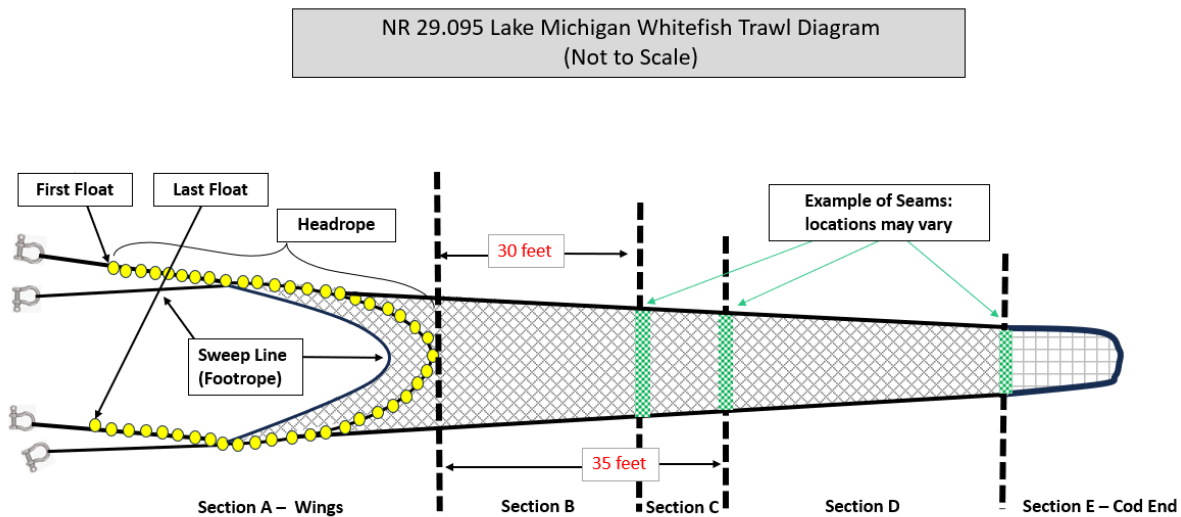 NR 29.095 Lake Michigan Whitefish Trawl Diagram
(Not to Scale)
First Float
Last Float
Headrope
Example of Seams:
locations may vary
30 feet
Sweep Line
(Footrope)
35 feet
Section A – Wings
Section B
Section C
Section D
Section E – Cod End